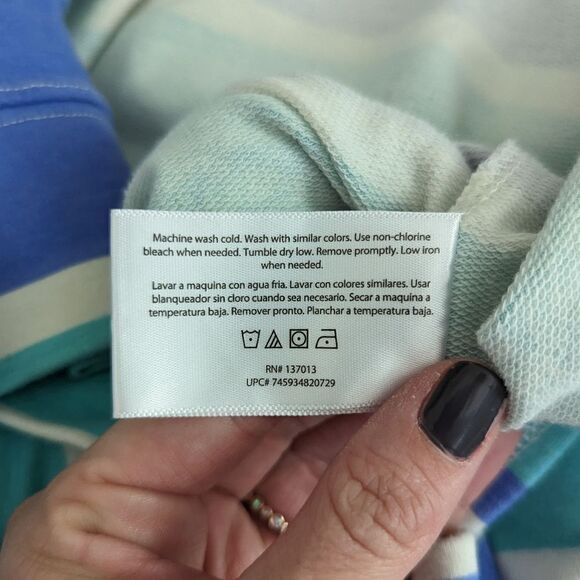 Machine wash cold. Wash with similar colors. Use non-chlorine
bleach when needed. Tumble dry low. Remove promptly. Low iron
when needed.
Lavar a maquina con agua fria. Lavar con colores similares. Usar
blanqueador sin cloro cuando sea necesario. Secar a maquina a
temperatura baja. Remover pronto. Planchar a temperatura baja.
RN# 137013
UPC# 745934820729